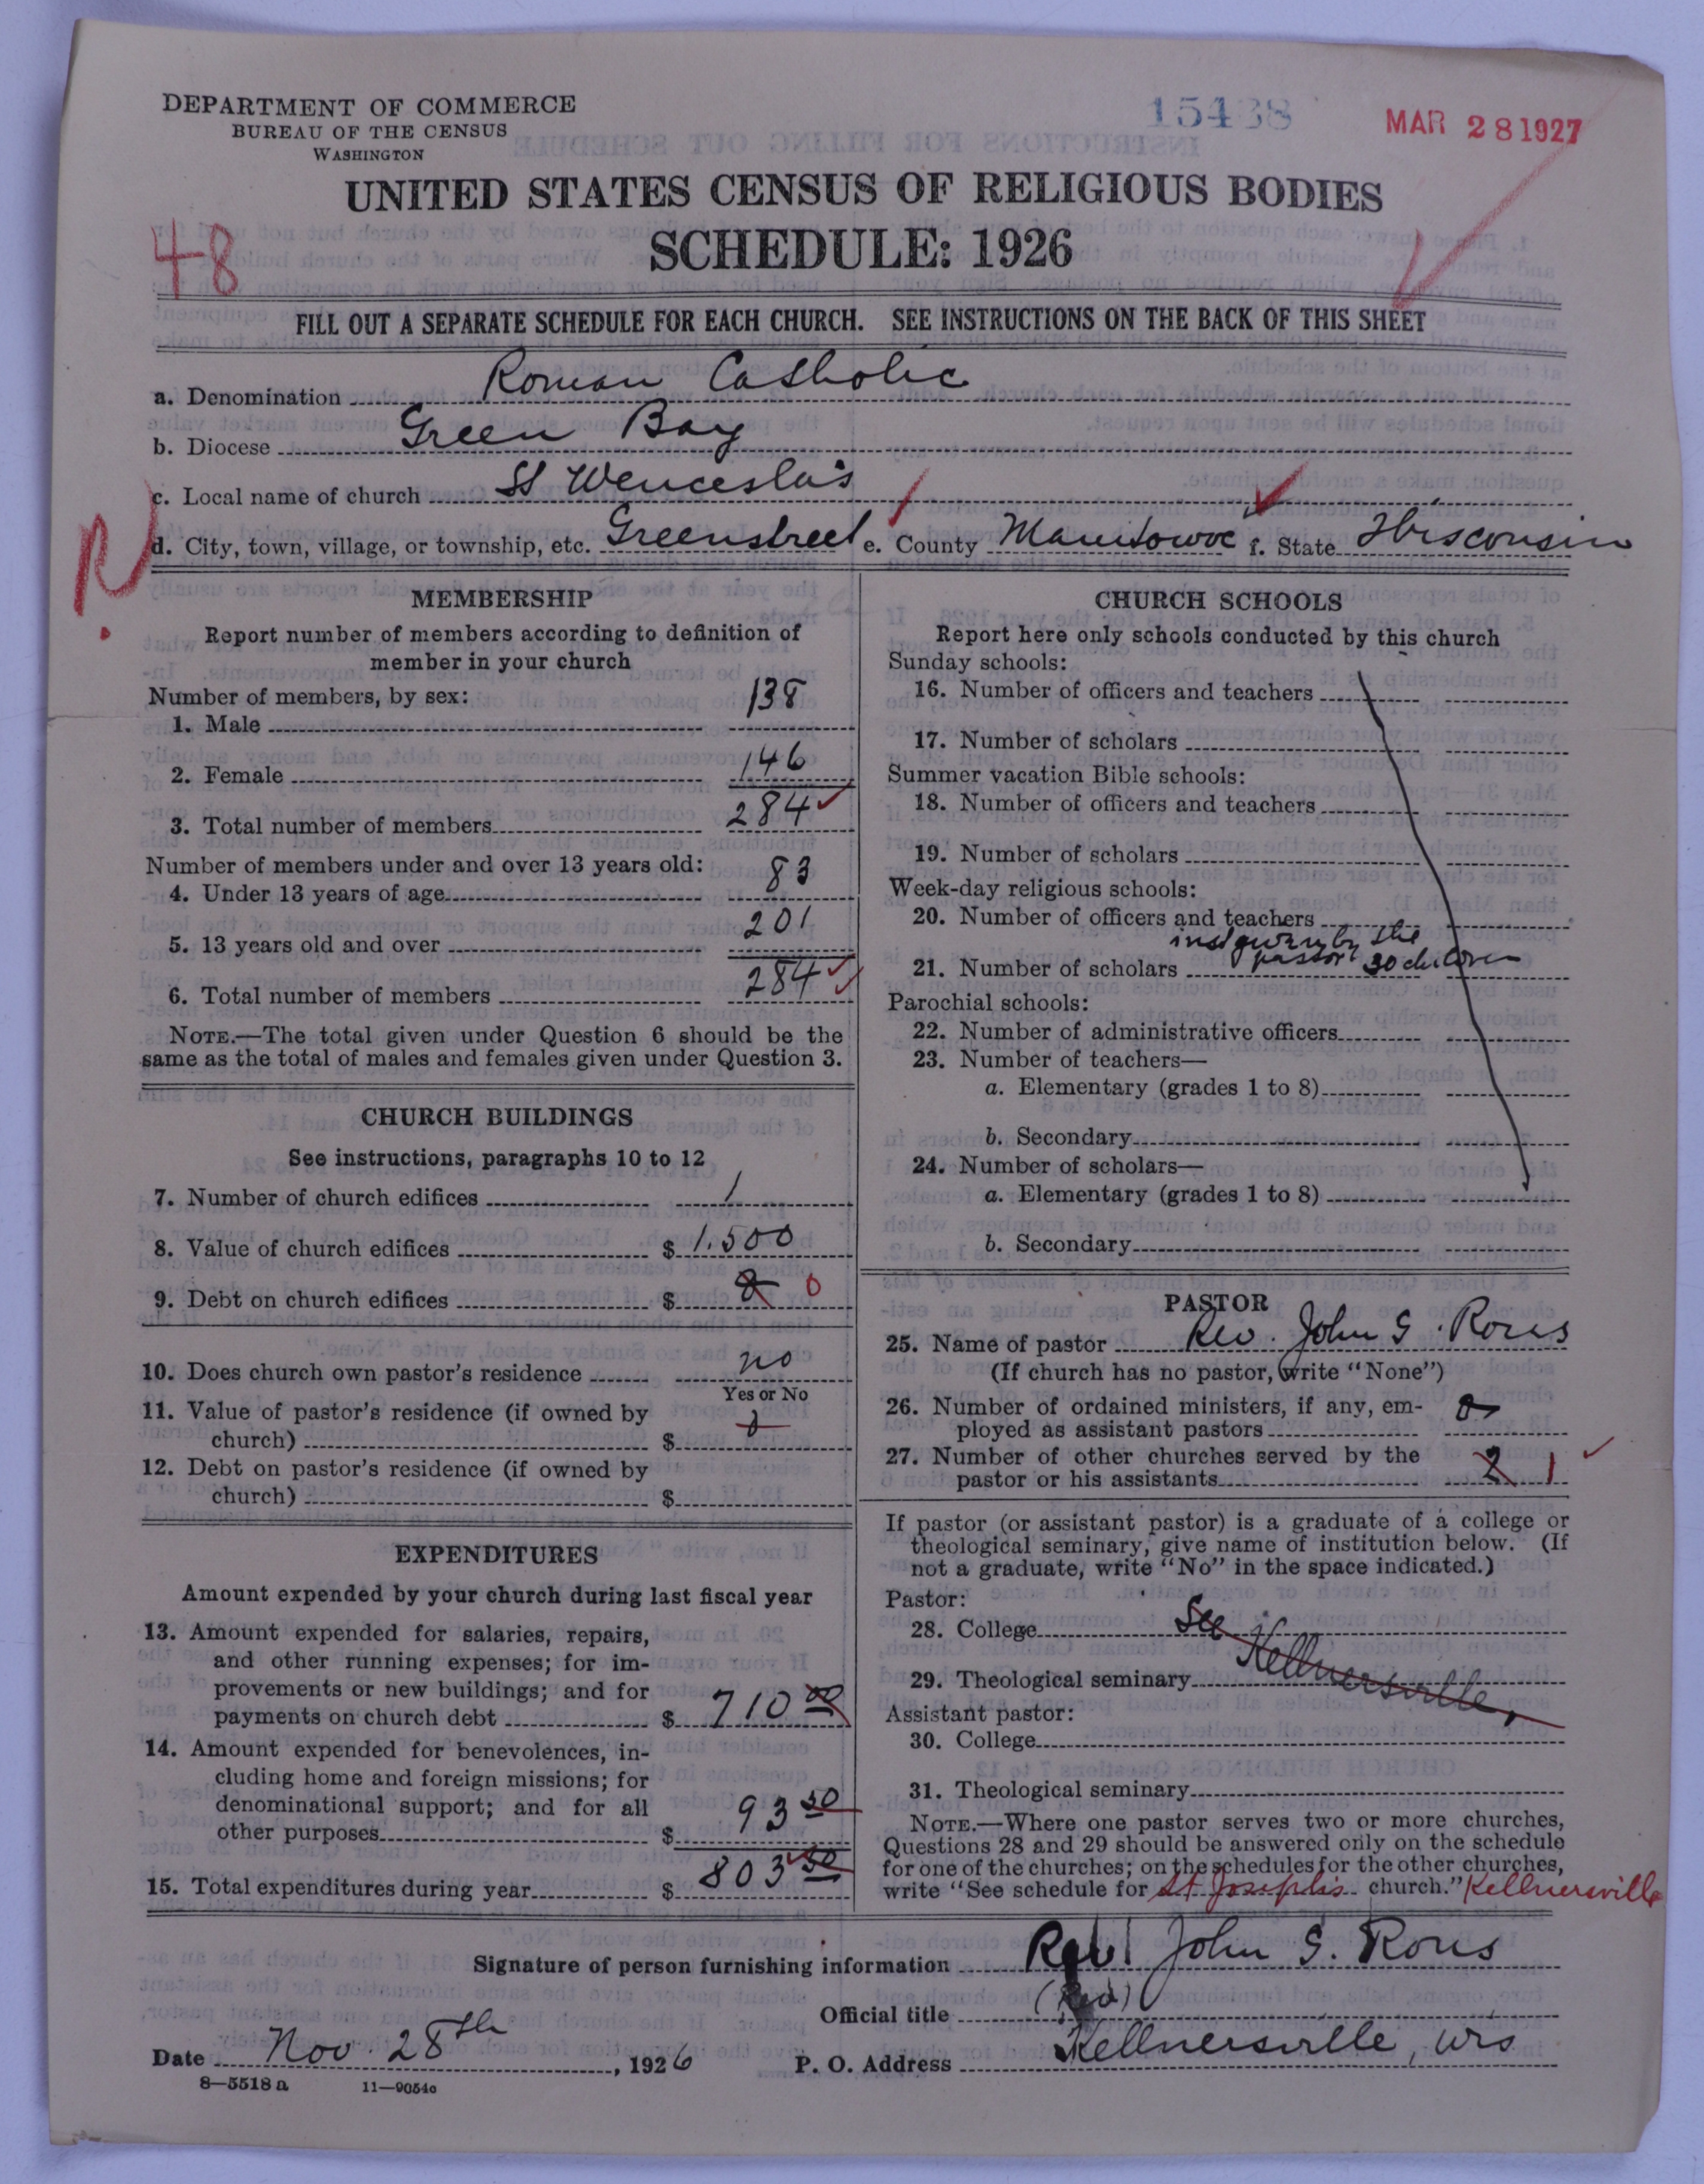 DEPARTMENT OF COMMERCE
BUREAU OF THE CENSUS
WASHINGTON
15438
MAR 28 1927
UNITED STATES CENSUS OF RELIGIOUS BODIES
48
SCHEDULE: 1926
FILL OUT A SEPARATE SCHEDULE FOR EACH CHURCH. SEE INSTRUCTIONS ON THE BACK OF THIS SHEET
a. Denomination Roman Catholic
b. Diocese Green Bay
c. Local name of church St Wenceslas
R.
d. City, town, village, or township, etc. Greenstreet e. County Manitowoc f. State Wisconsin
MEMBERSHIP
Report number of members according to definition of
member in your church
Number of members, by sex:
1. Male 138
2. Female 146
3. Total number of members 284
Number of members under and over 13 years old:
4. Under 13 years of age 83
5. 13 years old and over 201
6. Total number of members 284
NOTE.—The total given under Question 6 should be the
same as the total of males and females given under Question 3.
CHURCH BUILDINGS
See instructions, paragraphs 10 to 12
7. Number of church edifices 1
8. Value of church edifices $ 1.500
9. Debt on church edifices $ 0 0
10. Does church own pastor's residence no
Yes or No
11. Value of pastor's residence (if owned by
church) $ 0
12. Debt on pastor's residence (if owned by
church) $
EXPENDITURES
Amount expended by your church during last fiscal year
13. Amount expended for salaries, repairs,
and other running expenses; for im-
provements or new buildings; and for
payments on church debt $ 710 00
14. Amount expended for benevolences, in-
cluding home and foreign missions; for
denominational support; and for all
other purposes $ 93 50
15. Total expenditures during year $ 803 50
CHURCH SCHOOLS
Report here only schools conducted by this church
Sunday schools:
16. Number of officers and teachers
17. Number of scholars
Summer vacation Bible schools:
18. Number of officers and teachers
19. Number of scholars
Week-day religious schools:
20. Number of officers and teachers
inst given by the
21. Number of scholars pastor 30 children
Parochial schools:
22. Number of administrative officers
23. Number of teachers—
a. Elementary (grades 1 to 8)
b. Secondary
24. Number of scholars—
a. Elementary (grades 1 to 8)
b. Secondary
PASTOR
25. Name of pastor Rev. John S. Rous
(If church has no pastor, write "None")
26. Number of ordained ministers, if any, em-
ployed as assistant pastors 0
27. Number of other churches served by the
pastor or his assistants 2 1
If pastor (or assistant pastor) is a graduate of a college or
theological seminary, give name of institution below. (If
not a graduate, write "No" in the space indicated.)
Pastor:
28. College See
29. Theological seminary Kellnersville,
Assistant pastor:
30. College
31. Theological seminary
NOTE.—Where one pastor serves two or more churches,
Questions 28 and 29 should be answered only on the schedule
for one of the churches; on the schedules for the other churches,
write "See schedule for St Joseph's church." Kellnersville
Signature of person furnishing information Rev John S. Rous
Official title
Date Nov. 28th, 1926 P. O. Address Kellnersville, Wis
8—5518 a 11—9054c